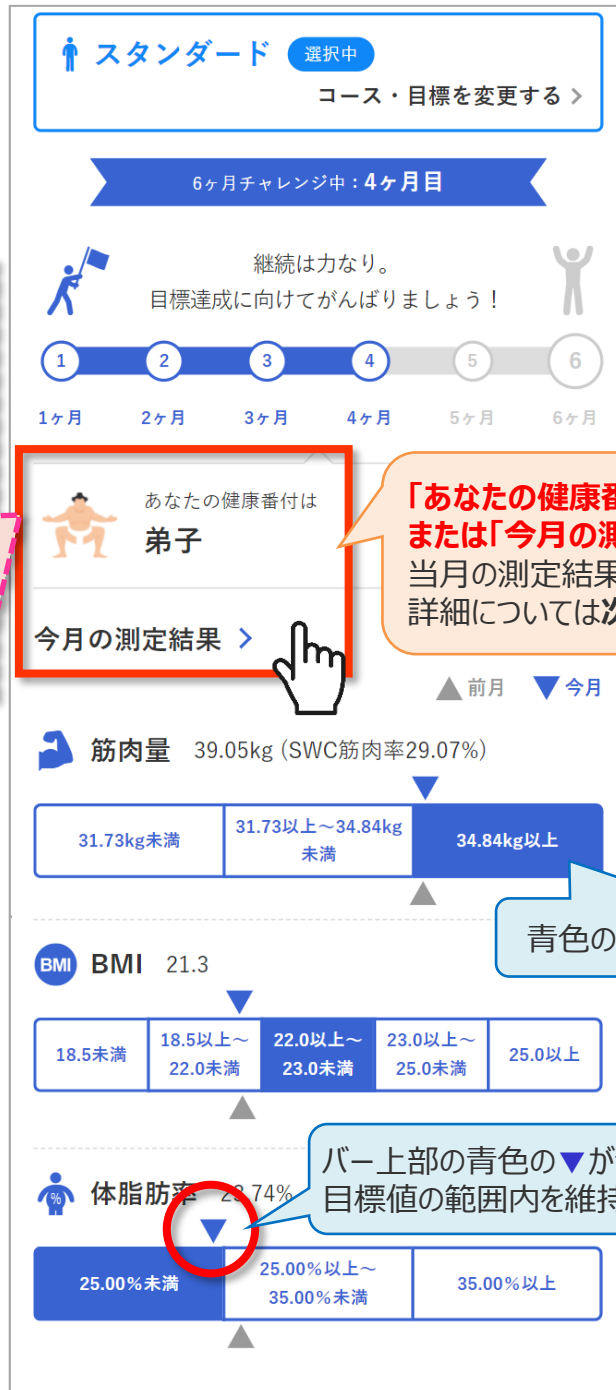 スタンダード 選択中
コース・目標を変更する >
6ヶ月チャレンジ中：4ヶ月目
継続は力なり。
目標達成に向けてがんばりましょう！
1 2 3 4 5 6
1ヶ月 2ヶ月 3ヶ月 4ヶ月 5ヶ月 6ヶ月
あなたの健康番付は
弟子
今月の測定結果 >
「あなたの健康番
または「今月の測
当月の測定結果
詳細については次
▲前月 ▼今月
筋肉量 39.05kg (SWC筋肉率29.07%)
31.73kg未満
31.73以上～34.84kg
未満
34.84kg以上
青色の
BMI BMI 21.3
18.5未満
18.5以上～
22.0未満
22.0以上～
23.0未満
23.0以上～
25.0未満
25.0以上
バー上部の青色の▼が
目標値の範囲内を維持
% 体脂肪率 23.74%
25.00%未満
25.00%以上～
35.00%未満
35.00%以上